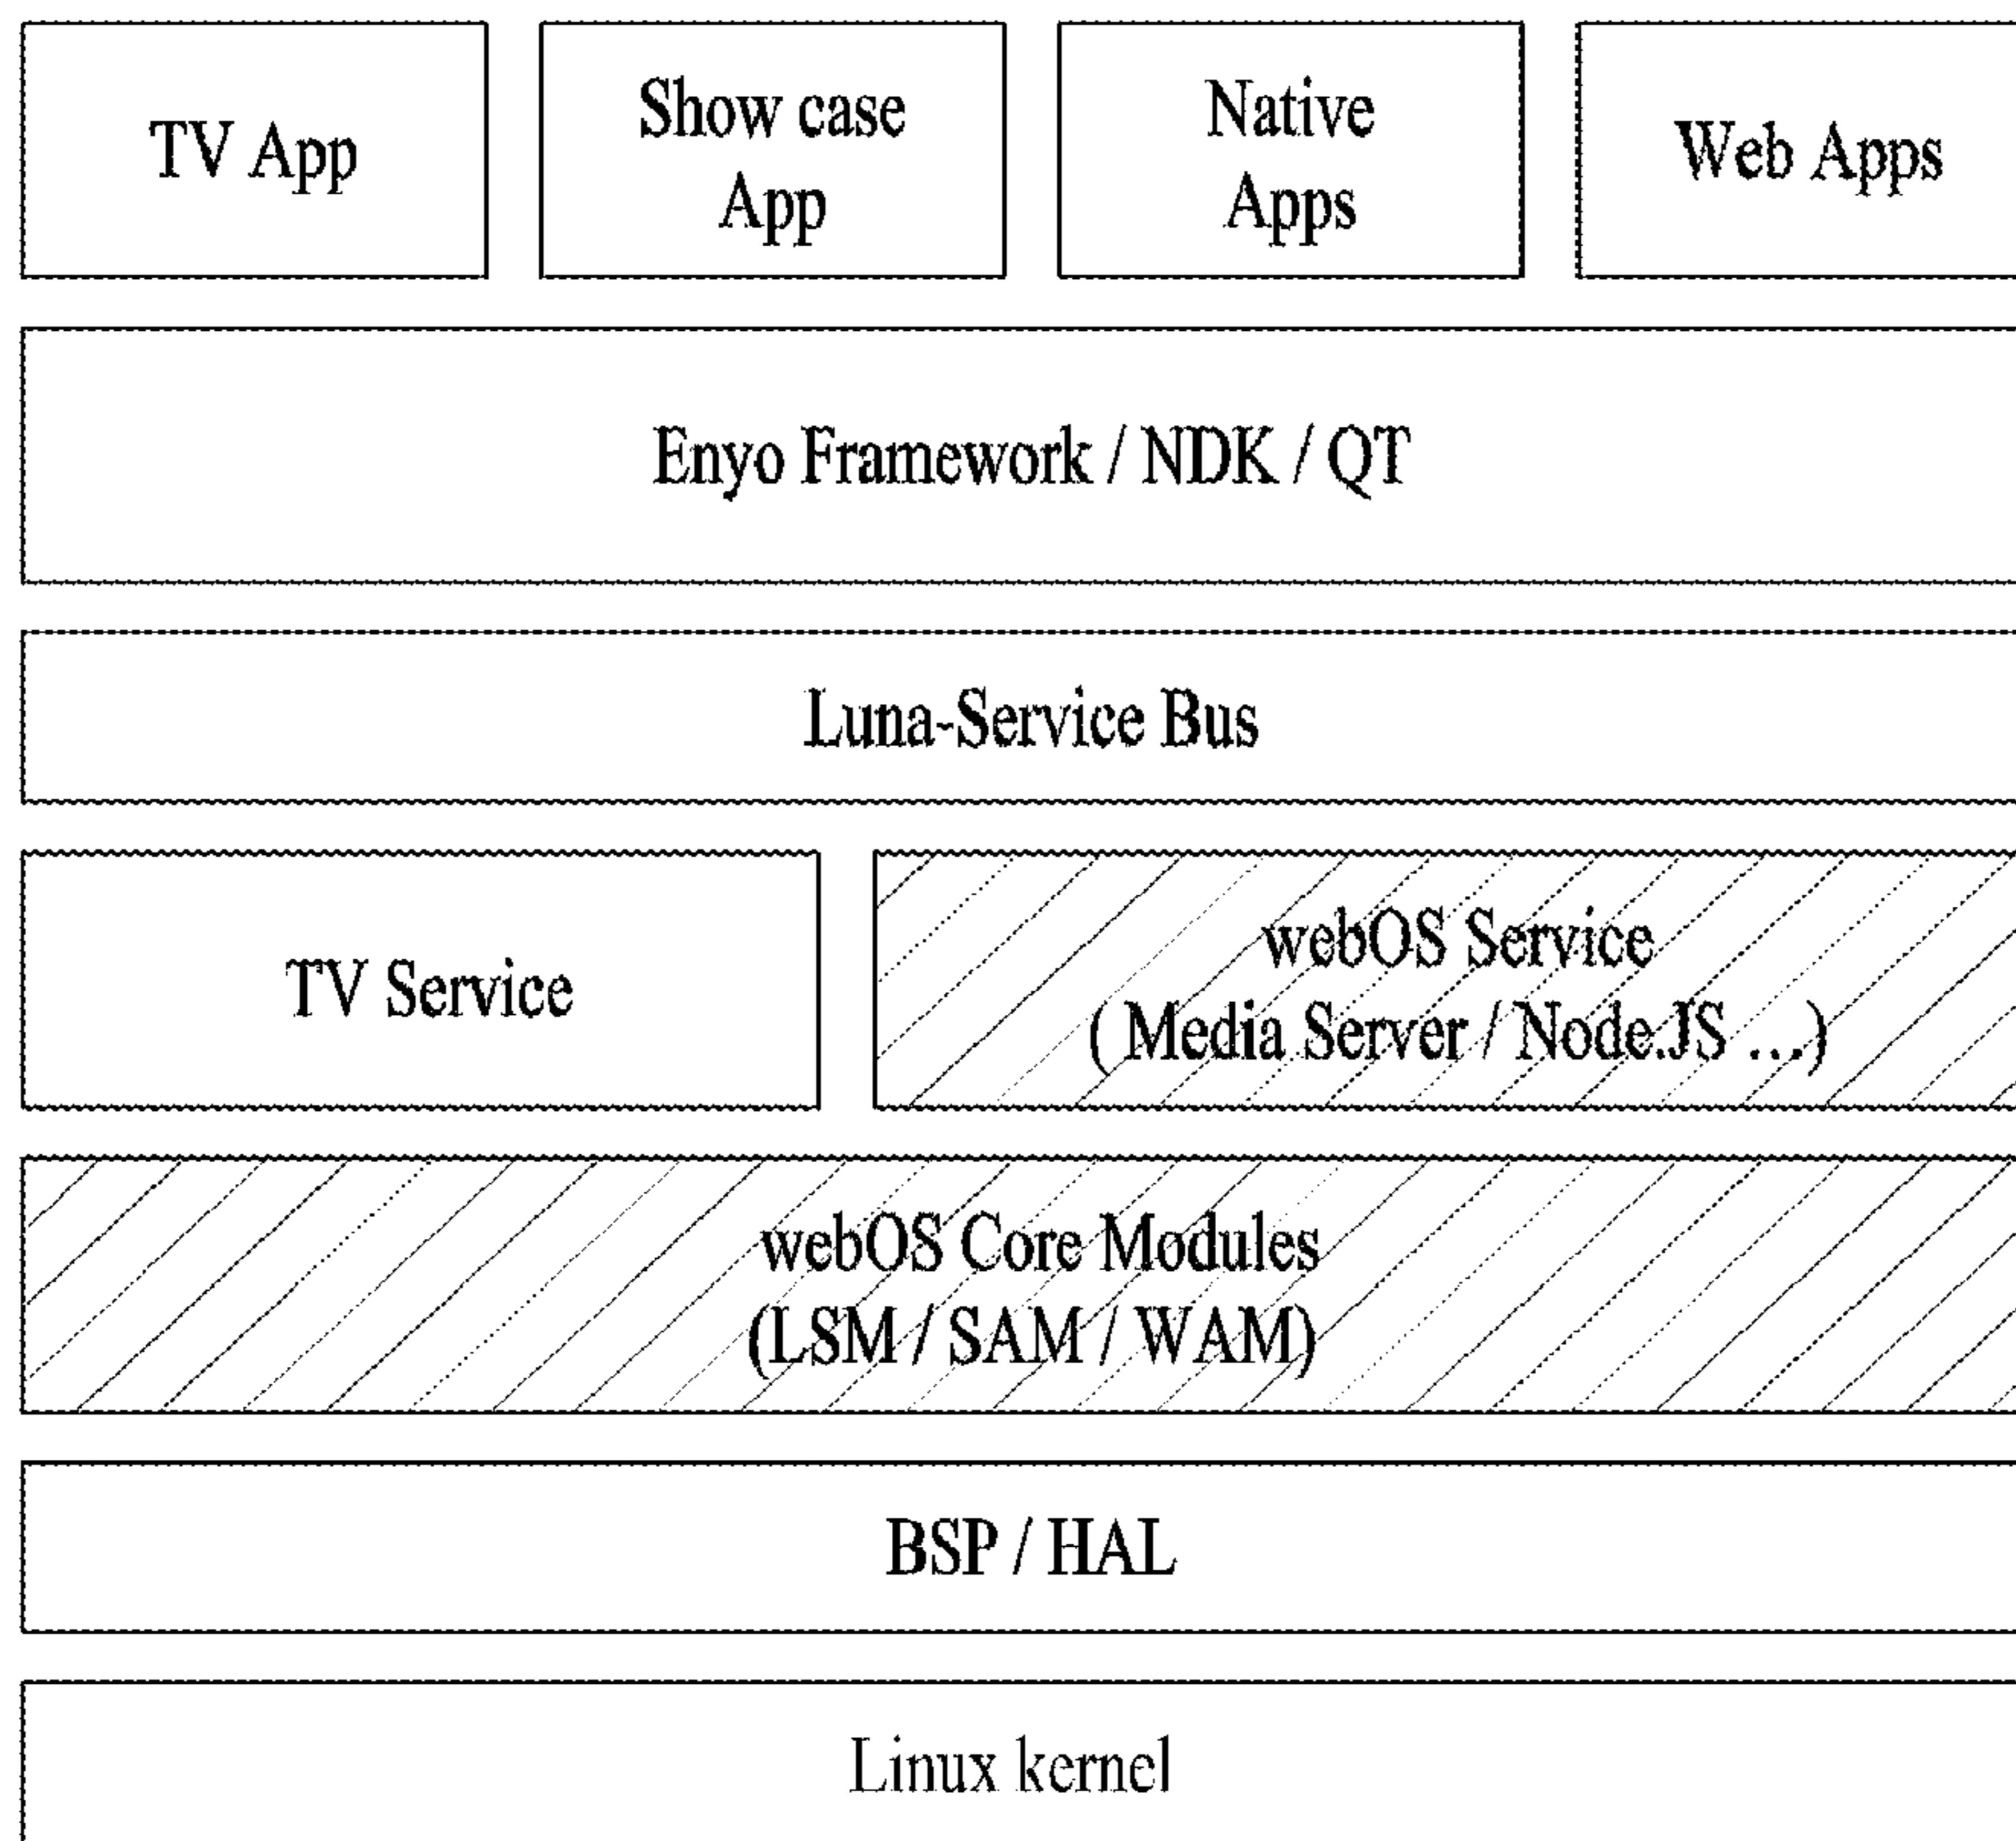 TV App
Show case
App
Native
Apps
Web Apps
Enyo Framework / NDK / QT
Luna-Service Bus
TV Service
webOS Service
( Media Server / Node.JS ...)
webOS Core Modules
(LSM / SAM / WAM)
BSP / HAL
Linux kernel